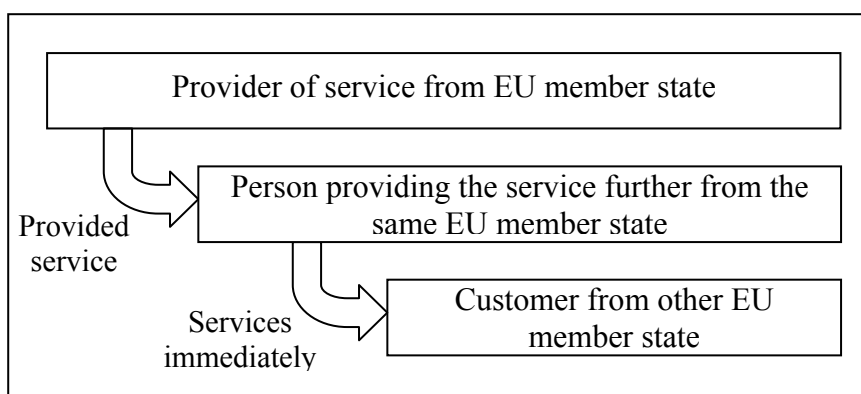 Provider of service from EU member state
Person providing the service further from the
same EU member state
Provided
service
Customer from other EU
member state
Services
immediately